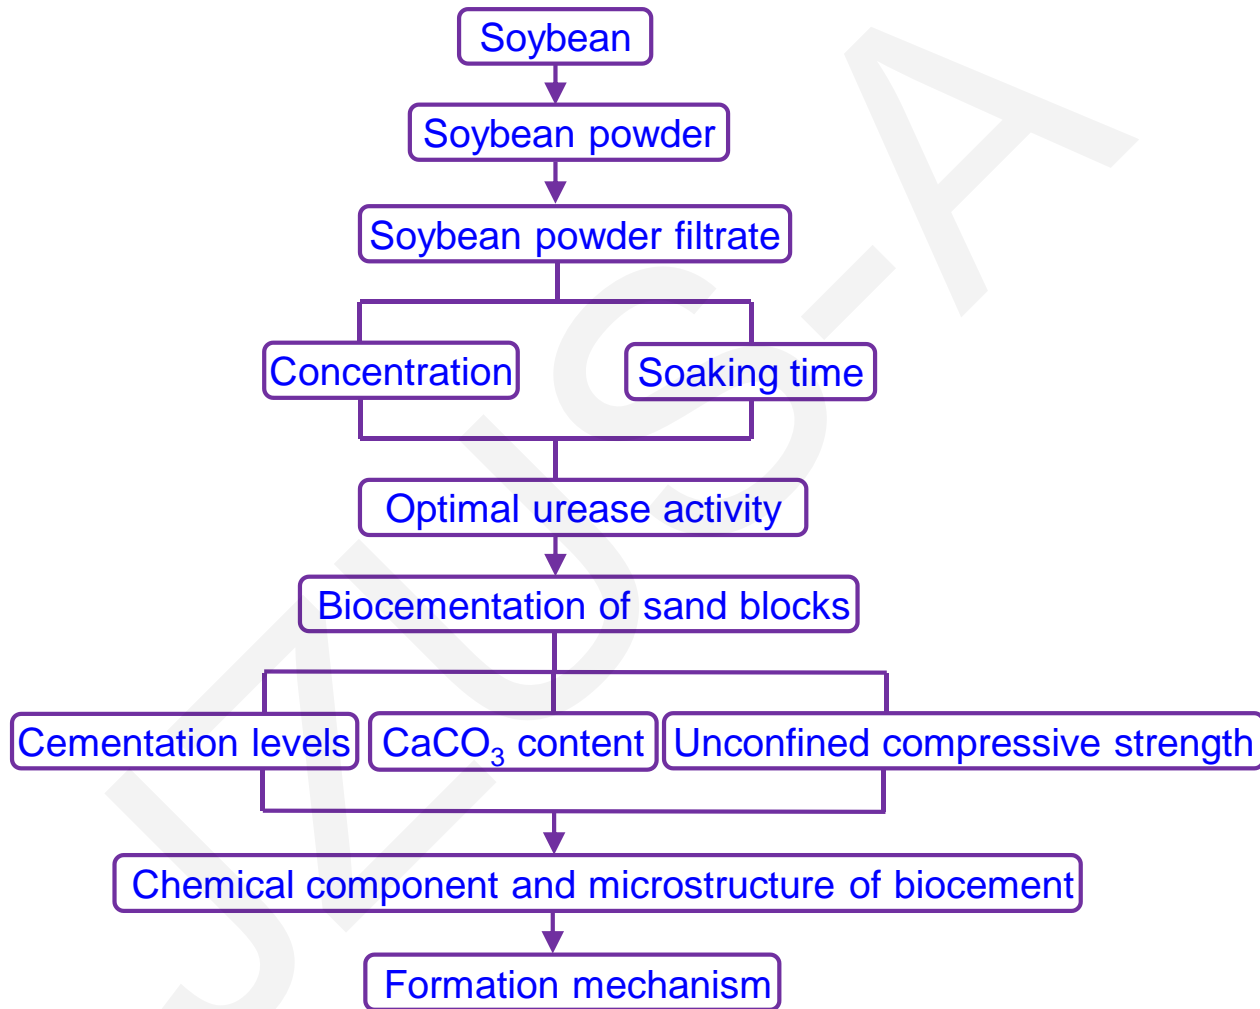 Soybean
Soybean powder
Soybean powder filtrate
Concentration
Soaking time
Optimal urease activity
Biocementation of sand blocks
Cementation levels
CaCO₃ content
Unconfined compressive strength
Chemical component and microstructure of biocement
Formation mechanism
JZUS-A